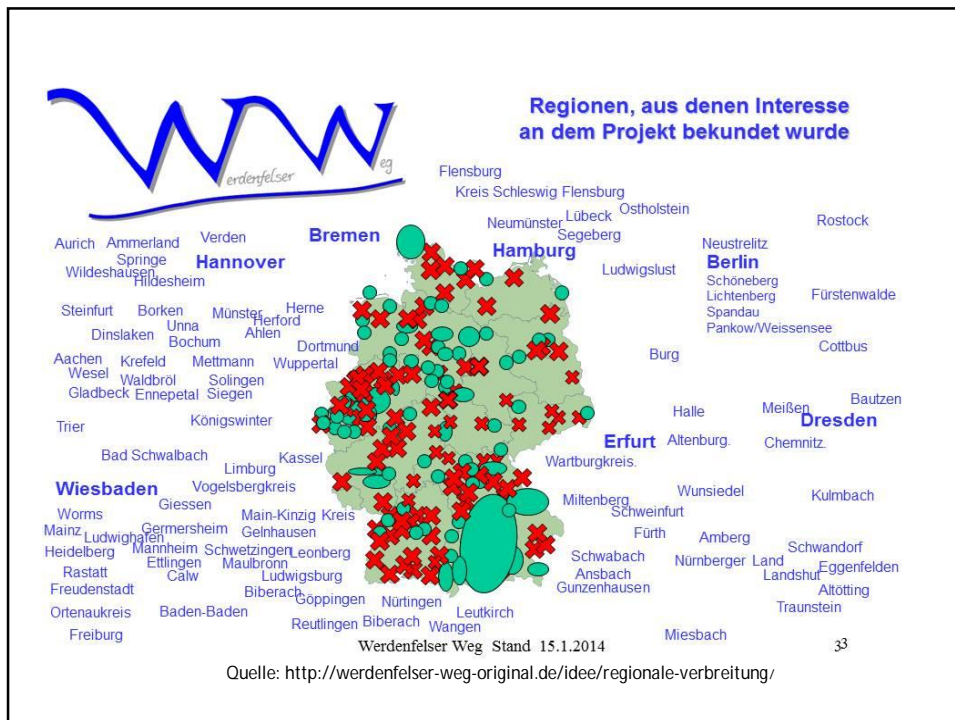 WW
erdenfelser eg
Regionen, aus denen Interesse
an dem Projekt bekundet wurde
Flensburg
Kreis Schleswig Flensburg
Neumünster Lübeck Ostholstein
Segeberg
Rostock
Aurich Ammerland Verden Bremen
Springe Hannover
Wildeshausen
Hildesheim
Hamburg
Ludwigslust
Neustrelitz
Berlin
Schöneberg
Lichtenberg
Spandau
Pankow/Weissensee
Fürstenwalde
Cottbus
Steinfurt Borken Münster Herne
Herford
Dinslaken Unna Ahlen
Bochum Dortmund
Aachen Krefeld Mettmann Wuppertal
Wesel Waldbröl Solingen
Gladbeck Ennepetal Siegen
Burg
Trier Königswinter
Halle Meißen Bautzen
Dresden
Erfurt Altenburg. Chemnitz.
Wartburgkreis.
Bad Schwalbach Limburg Kassel
Wiesbaden Vogelsbergkreis
Giessen
Worms Main-Kinzig Kreis
Mainz Germersheim Gelnhausen
Ludwighafen
Heidelberg Mannheim Schwetzingen Leonberg
Ettlingen Maulbronn
Rastatt Calw Ludwigsburg
Freudenstadt Biberach Göppingen Nürtingen
Ortenaukreis Baden-Baden Leutkirch
Reutlingen Biberach Wangen
Freiburg
Miltenberg Wunsiedel Kulmbach
Schweinfurt
Fürth Amberg
Schwabach Nürnberger Land Schwandorf
Ansbach Landshut Eggenfelden
Gunzenhausen Altötting
Traunstein
Miesbach
Werdenfelser Weg Stand 15.1.2014
33
Quelle: http://werdenfelser-weg-original.de/idee/regionale-verbreitung/